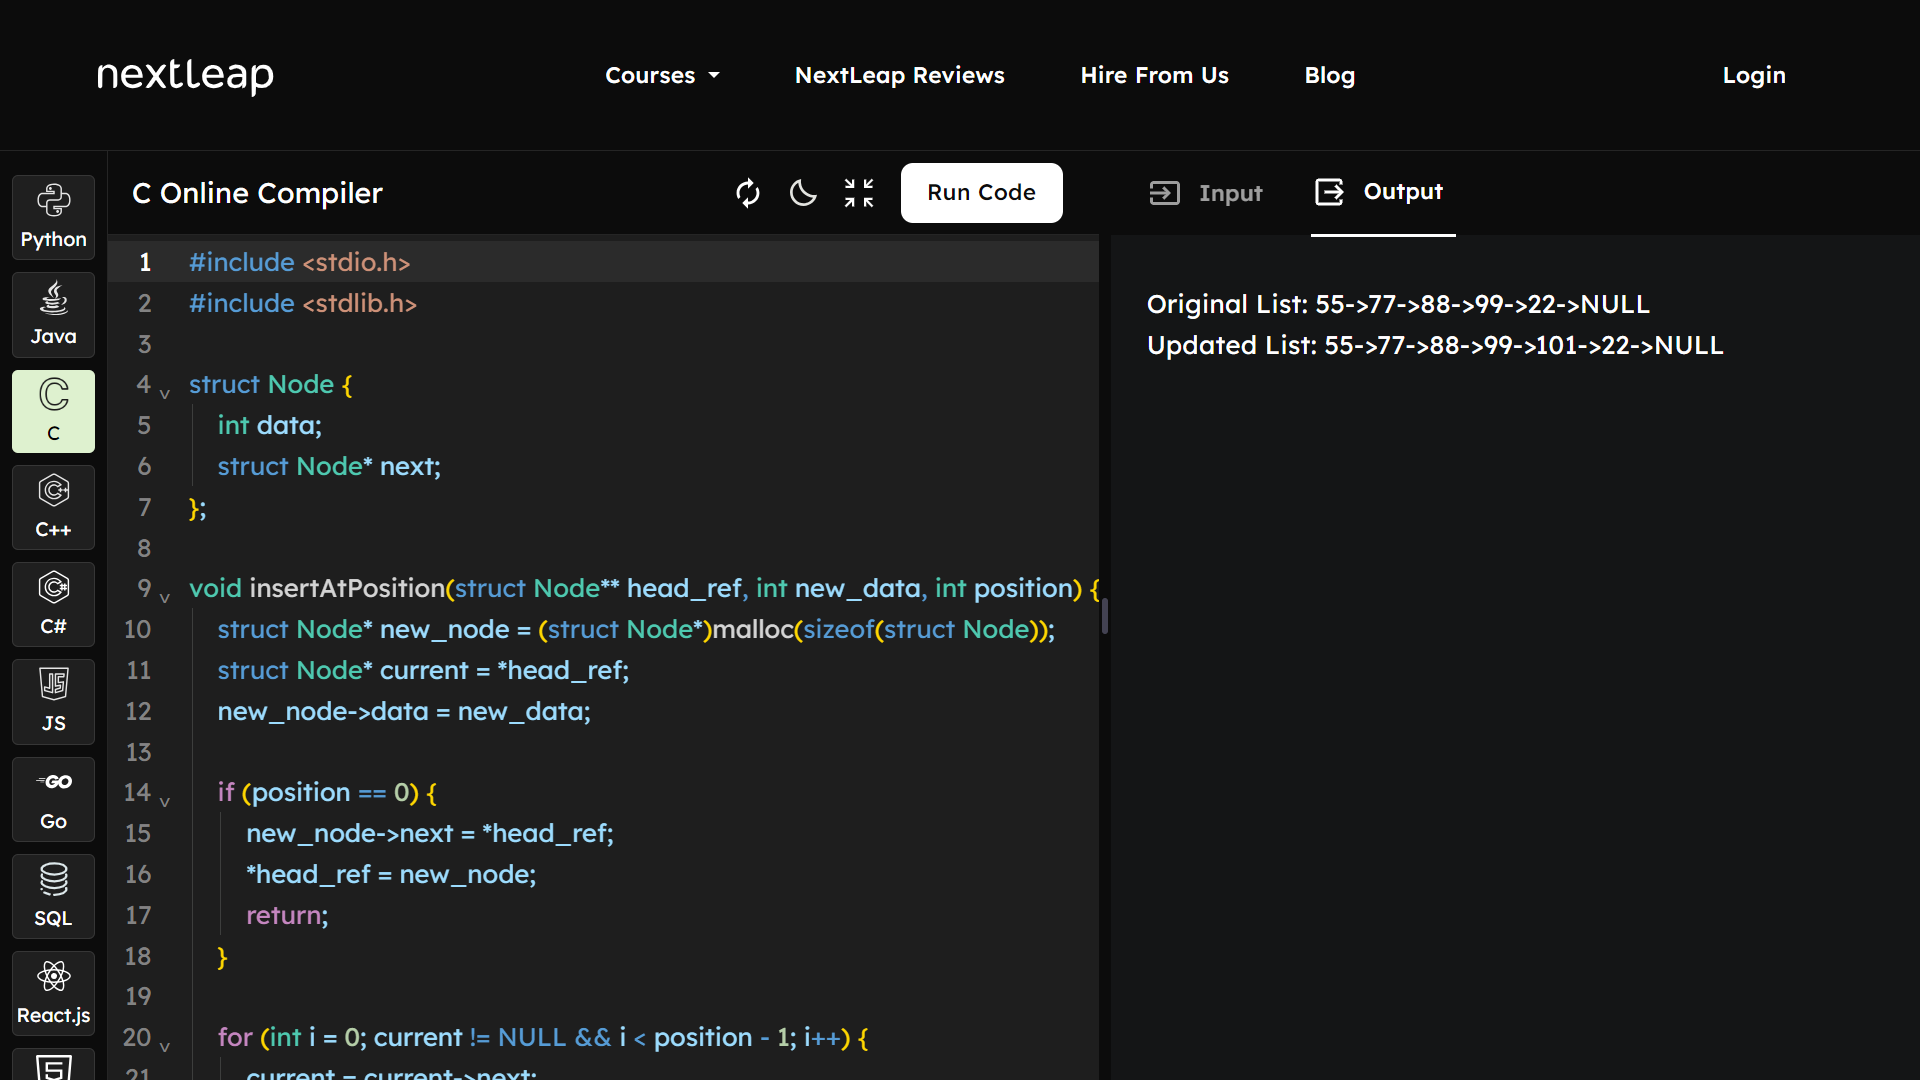 nextleap
Courses
NextLeap Reviews
Hire From Us
Blog
Login
Python
Java
C
C++
C#
JS
GO
Go
SQL
React.js
C Online Compiler
Run Code
Input
Output
1 #include <stdio.h>
2 #include <stdlib.h>
3
4 struct Node {
5 int data;
6 struct Node* next;
7 };
8
9 void insertAtPosition(struct Node** head_ref, int new_data, int position) {
10 struct Node* new_node = (struct Node*)malloc(sizeof(struct Node));
11 struct Node* current = *head_ref;
12 new_node->data = new_data;
13
14 if (position == 0) {
15 new_node->next = *head_ref;
16 *head_ref = new_node;
17 return;
18 }
19
20 for (int i = 0; current != NULL && i < position - 1; i++) {
21 current = current->next;
Original List: 55->77->88->99->22->NULL
Updated List: 55->77->88->99->101->22->NULL